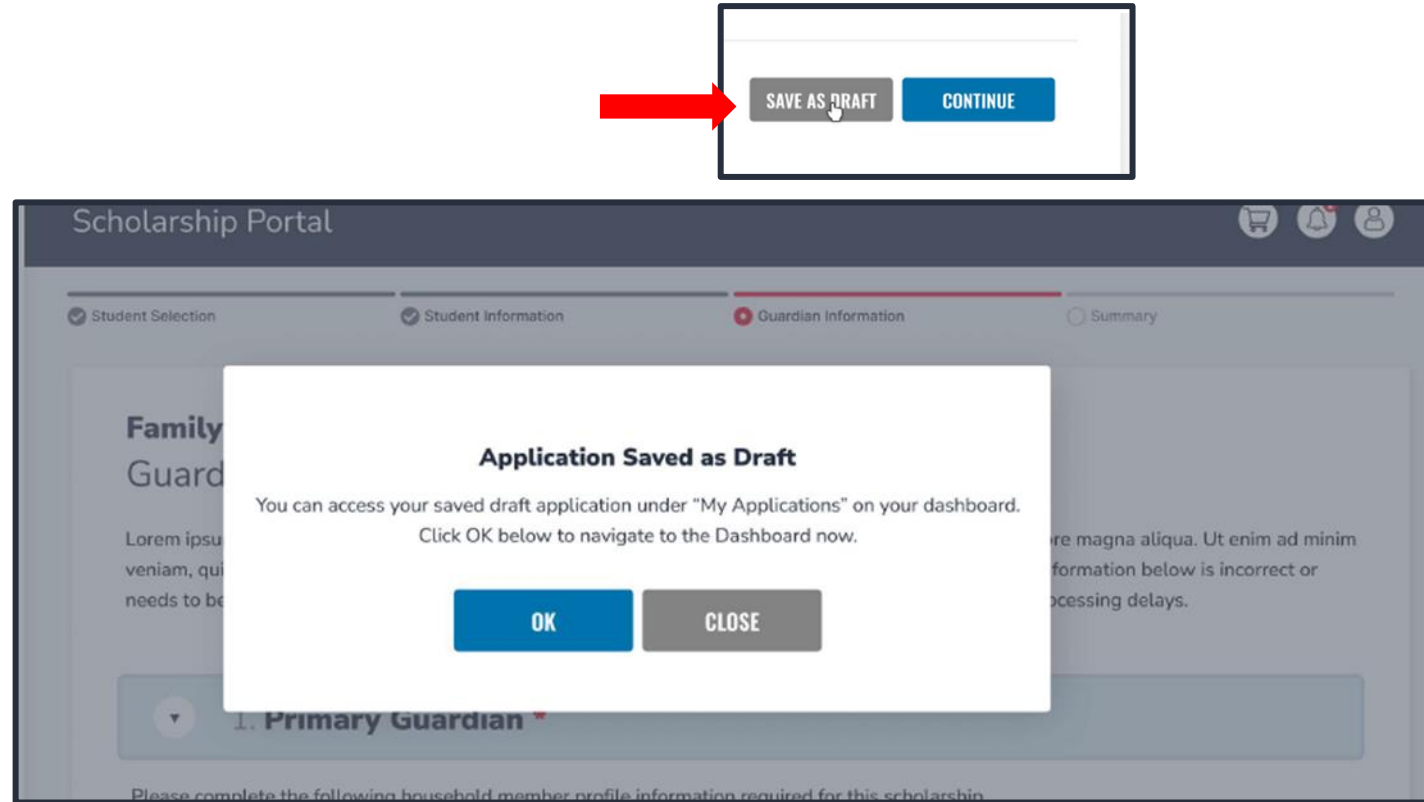 SAVE AS DRAFT
CONTINUE
Scholarship Portal
Student Selection
Student Information
Guardian Information
Summary
Family
Guard
Application Saved as Draft
You can access your saved draft application under “My Applications” on your dashboard.
Click OK below to navigate to the Dashboard now.
Lorem ipsu re magna aliqua. Ut enim ad minim
veniam, qui formation below is incorrect or
needs to be ocessing delays.
OK
CLOSE
1. Primary Guardian *
Please complete the following household member profile information required for this scholarship